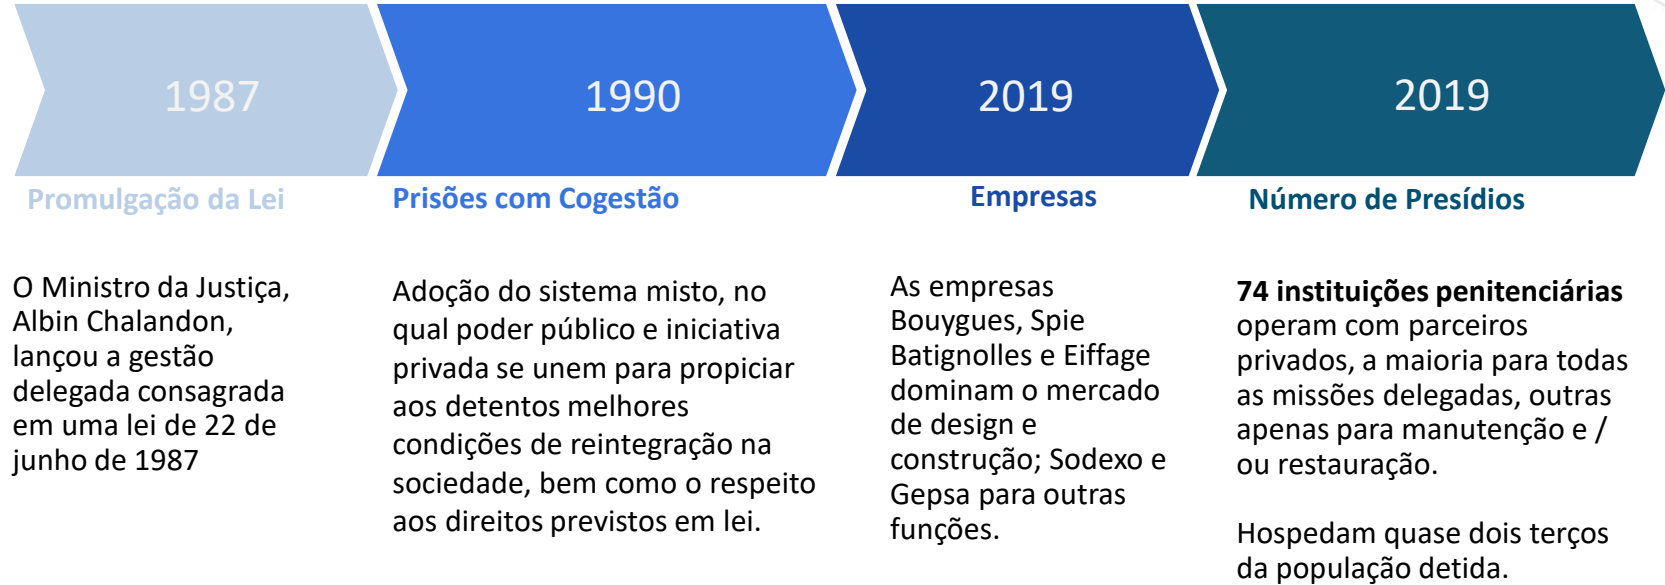 1987
Promulgação da Lei
O Ministro da Justiça,
Albin Chalandon,
lançou a gestão
delegada consagrada
em uma lei de 22 de
junho de 1987
1990
Prisões com Cogestão
Adoção do sistema misto, no
qual poder público e iniciativa
privada se unem para propiciar
aos detentos melhores
condições de reintegração na
sociedade, bem como o respeito
aos direitos previstos em lei.
2019
Empresas
As empresas
Bouygues, Spie
Batignolles e Eiffage
dominam o mercado
de design e
construção; Sodexo e
Gepsa para outras
funções.
2019
Número de Presídios
74 instituições penitenciárias
operam com parceiros
privados, a maioria para todas
as missões delegadas, outras
apenas para manutenção e /
ou restauração.
Hospedam quase dois terços
da população detida.